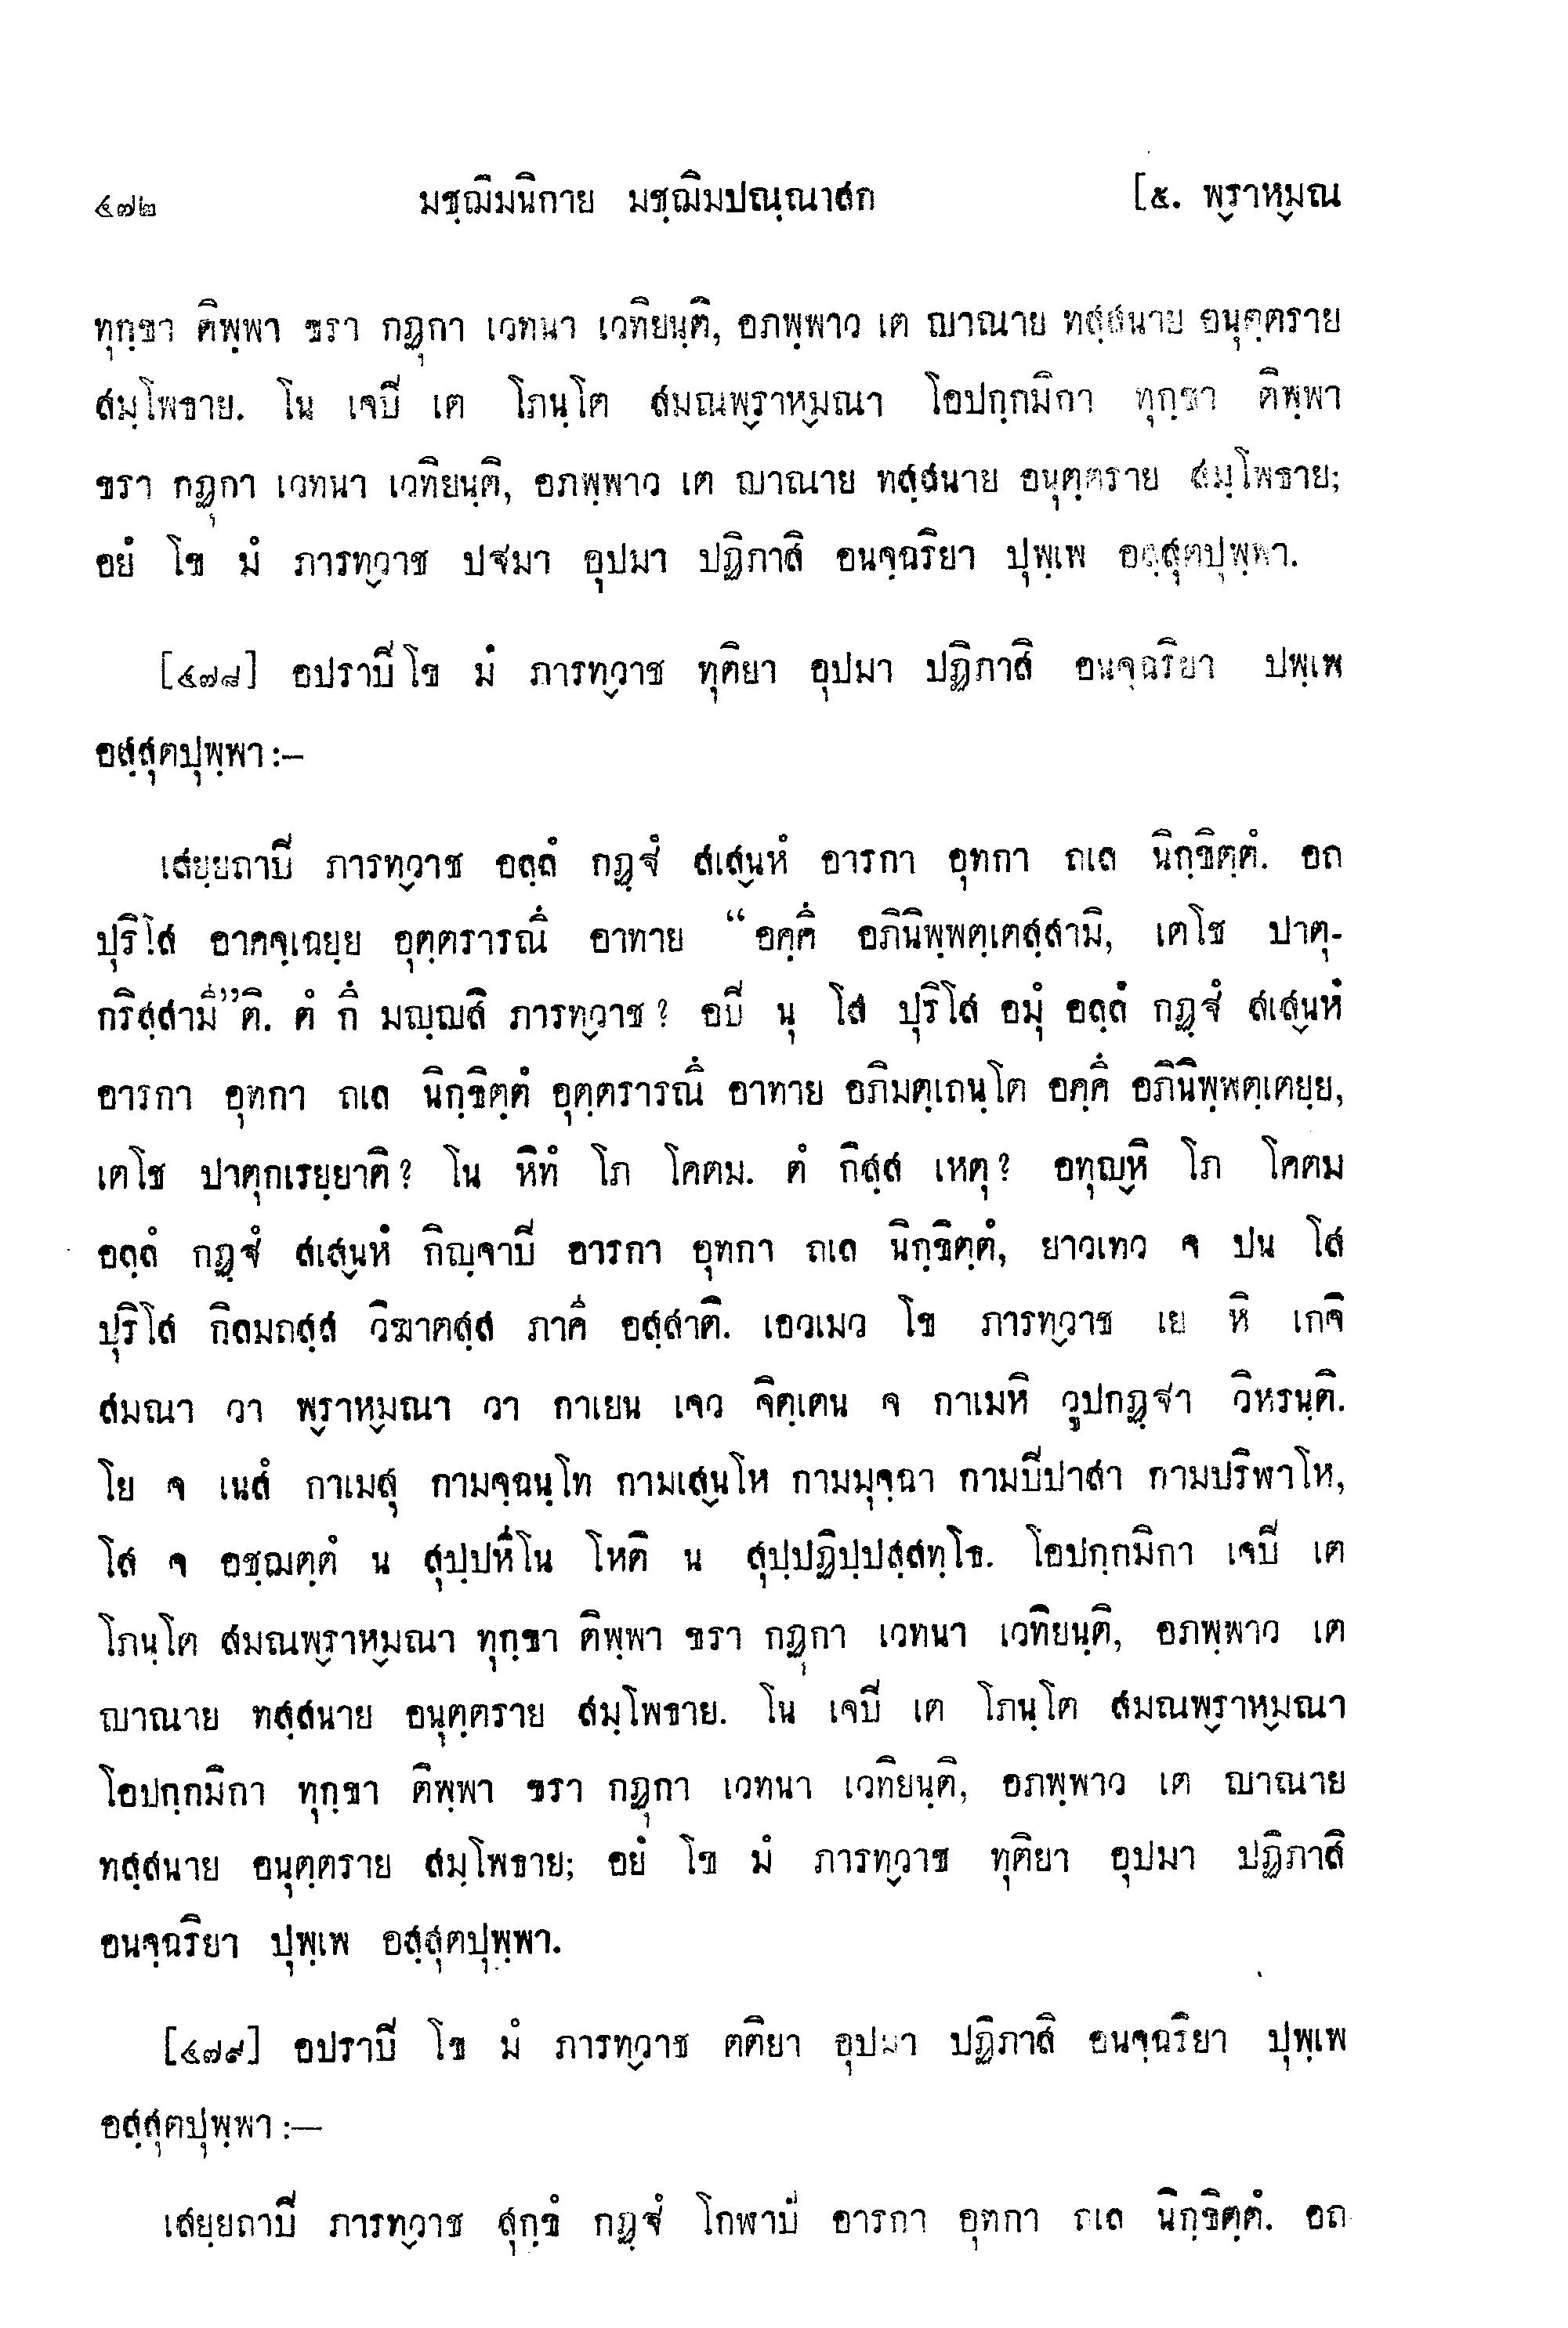 ๔๗๒ มชฺฌิมนิกาย มชฺฌิมปณฺณาสก [๕. พ๎ราห๎มณ
ทุกฺขา ติพฺพา ขรา กฏุกา เวทนา เวทิยนฺติ, อภพฺพาว เต ญาณาย ทสฺสนาย อนุตฺตราย
สมฺโพธาย. โน เจปิ เต โภนฺโต สมณพ๎ราห๎มณา โอปกฺกมิกา ทุกฺขา ติพฺพา
ขรา กฏุกา เวทนา เวทิยนฺติ, อภพฺพาว เต ญาณาย ทสฺสนาย อนุตฺตราย สมฺโพธาย;
อยํ โข มํ ภารท๎วาช ปฐมา อุปมา ปฏิภาสิ อนจฺฉริยา ปุพฺเพ อสฺสุตปุพฺพา.
[๔๗๘] อปราปิ โข มํ ภารท๎วาช ทุติยา อุปมา ปฏิภาสิ อนจฺฉริยา ปพฺเพ
อสฺสุตปุพฺพา :—
เสยฺยถาปิ ภารท๎วาช อลฺลํ กฏฺฐํ สเสน๎หํ อารกา อุทกา ถเล นิกฺขิตฺตํ. อถ
ปุริโส อาคจฺเฉยฺย อุตฺตรารณึ อาทาย “อคฺคึ อภินิพฺพตฺเตสฺสามิ, เตโช ปาตุ-
กริสฺสามี”ติ. ตํ กึ มญฺญสิ ภารท๎วาช? อปิ นุ โส ปุริโส อมุํ อลฺลํ กฏฺฐํ สเสน๎หํ
อารกา อุทกา ถเล นิกฺขิตฺตํ อุตฺตรารณึ อาทาย อภิมตฺเถนฺโต อคฺคึ อภินิพฺพตฺเตยฺย,
เตโช ปาตุกเรยฺยาติ? โน หิทํ โภ โคตม. ตํ กิสฺส เหตุ? อทุญ๎หิ โภ โคตม
อลฺลํ กฏฺฐํ สเสน๎หํ กิญฺจาปิ อารกา อุทกา ถเล นิกฺขิตฺตํ, ยาวเทว จ ปน โส
ปุริโส กิลมถสฺส วิฆาตสฺส ภาคี อสฺสาติ. เอวเมว โข ภารท๎วาช เย หิ เกจิ
สมณา วา พ๎ราห๎มณา วา กาเยน เจว จิตฺเตน จ กาเมหิ วูปกฏฺฐา วิหรนฺติ.
โย จ เนสํ กาเมสุ กามจฺฉนฺโท กามเสน๎โห กามมุจฺฉา กามปิปาสา กามปริฬาโห,
โส จ อชฺฌตฺตํ น สุปฺปหีโน โหติ น สุปฺปฏิปฺปสฺสทฺโธ. โอปกฺกมิกา เจปิ เต
โภนฺโต สมณพ๎ราห๎มณา ทุกฺขา ติพฺพา ขรา กฏุกา เวทนา เวทิยนฺติ, อภพฺพาว เต
ญาณาย ทสฺสนาย อนุตฺตราย สมฺโพธาย. โน เจปิ เต โภนฺโต สมณพ๎ราห๎มณา
โอปกฺกมิกา ทุกฺขา ติพฺพา ขรา กฏุกา เวทนา เวทิยนฺติ, อภพฺพาว เต ญาณาย
ทสฺสนาย อนุตฺตราย สมฺโพธาย; อยํ โข มํ ภารท๎วาช ทุติยา อุปมา ปฏิภาสิ
อนจฺฉริยา ปุพฺเพ อสฺสุตปุพฺพา.
[๔๗๙] อปราปิ โข มํ ภารท๎วาช ตติยา อุปมา ปฏิภาสิ อนจฺฉริยา ปุพฺเพ
อสฺสุตปุพฺพา :—
เสยฺยถาปิ ภารท๎วาช สุกฺขํ กฏฺฐํ โกฬาปํ อารกา อุทกา ถเล นิกฺขิตฺตํ. อถ